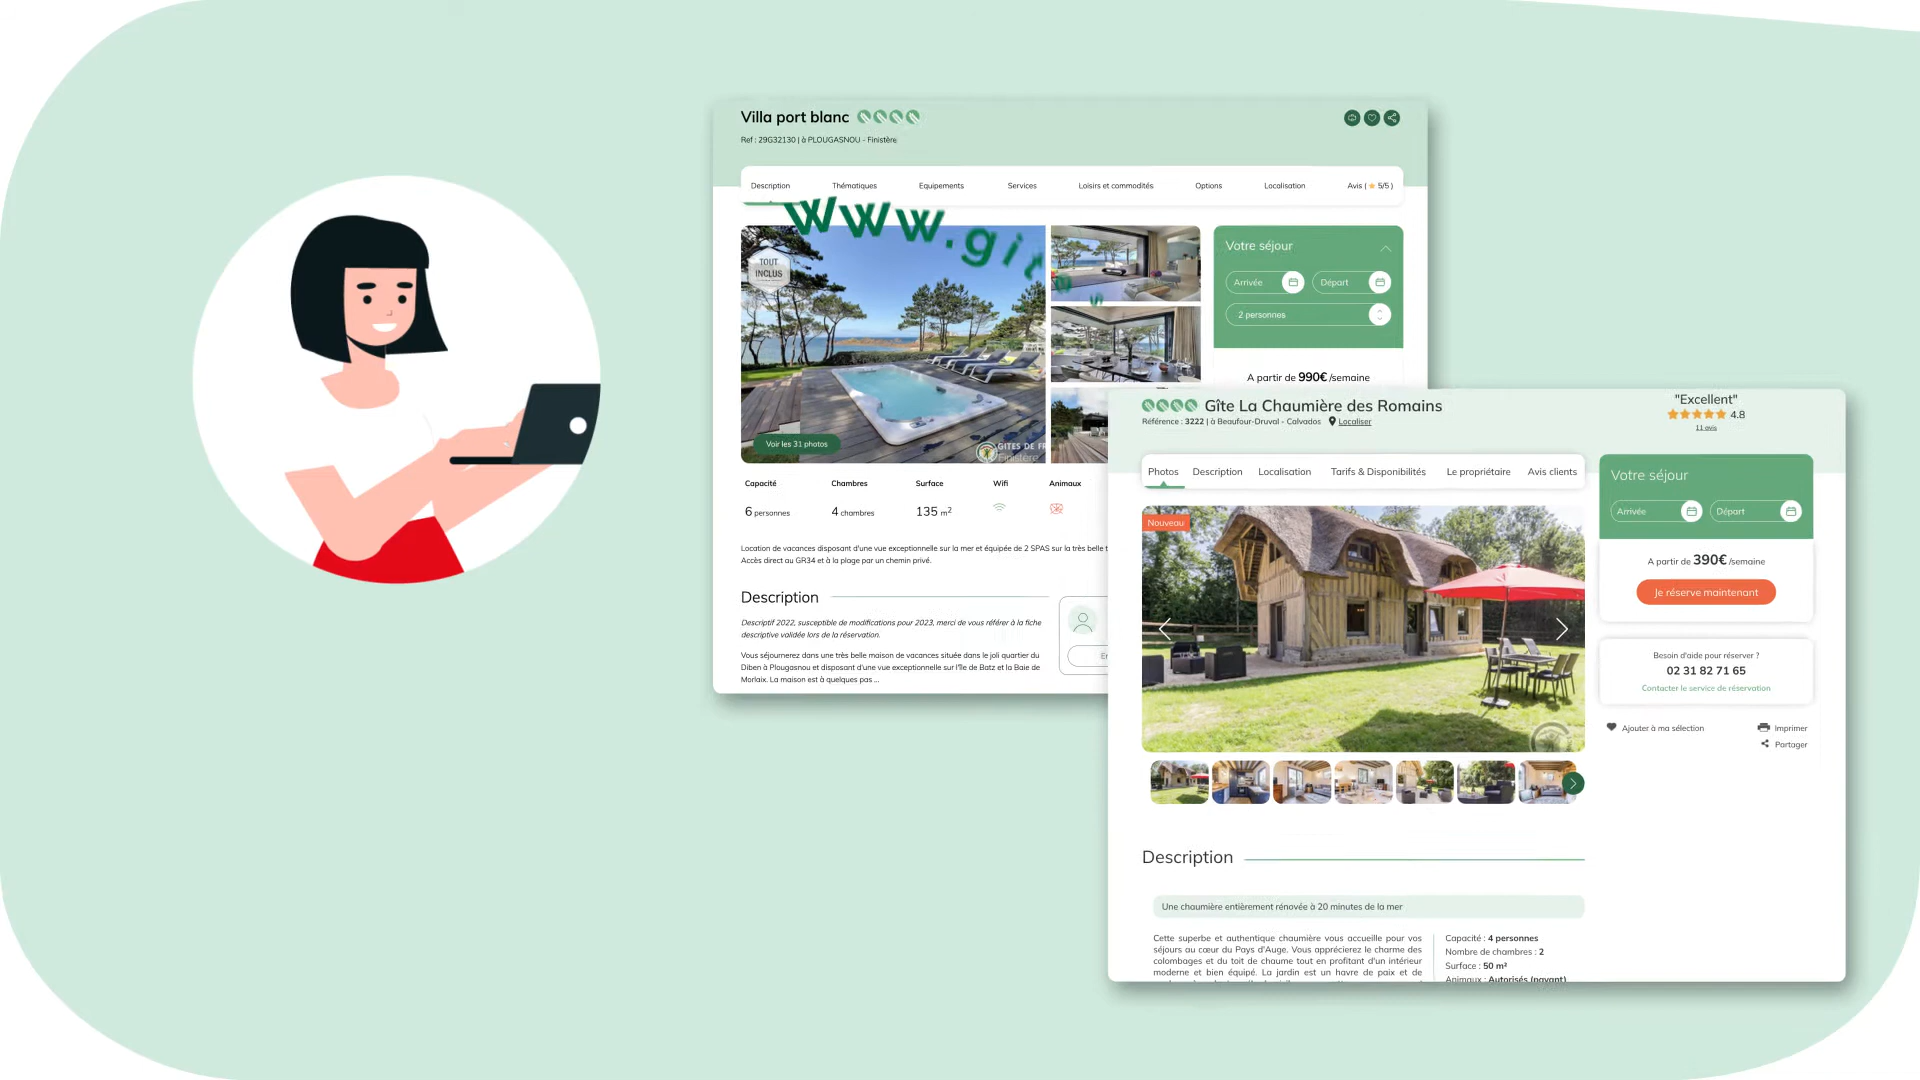 Villa port blanc
Ref : 29G32130 | à PLOUGASNOU - Finistère
Description Thématiques Equipements Services Loisirs et commodités Options Localisation Avis ( 5/5 )
www.gît
TOUT
INCLUS
Voir les 31 photos
GITES DE FR
Finistère
Votre séjour
Arrivée Départ
2 personnes
A partir de 990€ /semaine
Capacité Chambres Surface Wifi Animaux
6 personnes 4 chambres 135 m²
Location de vacances disposant d'une vue exceptionnelle sur la mer et équipée de 2 SPAS sur la très belle t
Accès direct au GR34 et à la plage par un chemin privé.
Description
Descriptif 2022, susceptible de modifications pour 2023, merci de vous référer à la fiche
descriptive validée lors de la réservation.
Vous séjournerez dans une très belle maison de vacances située dans le joli quartier du
Diben à Plougasnou et disposant d'une vue exceptionnelle sur l'île de Batz et la Baie de
Morlaix. La maison est à quelques pas ...
En
Gîte La Chaumière des Romains
Référence : 3222 | à Beaufour-Druval - Calvados Localiser
"Excellent"
4.8
11 avis
Photos Description Localisation Tarifs & Disponibilités Le propriétaire Avis clients
Nouveau
Votre séjour
Arrivée Départ
A partir de 390€ /semaine
Je réserve maintenant
Besoin d'aide pour réserver ?
02 31 82 71 65
Contacter le service de réservation
Ajouter à ma sélection
Imprimer
Partager
Description
Une chaumière entièrement rénovée à 20 minutes de la mer
Cette superbe et authentique chaumière vous accueille pour vos
séjours au cœur du Pays d'Auge. Vous apprécierez le charme des
colombages et du toit de chaume tout en profitant d'un intérieur
moderne et bien équipé. La jardin est un havre de paix et de
Capacité : 4 personnes
Nombre de chambres : 2
Surface : 50 m²
Animaux : Autorisés (payant)